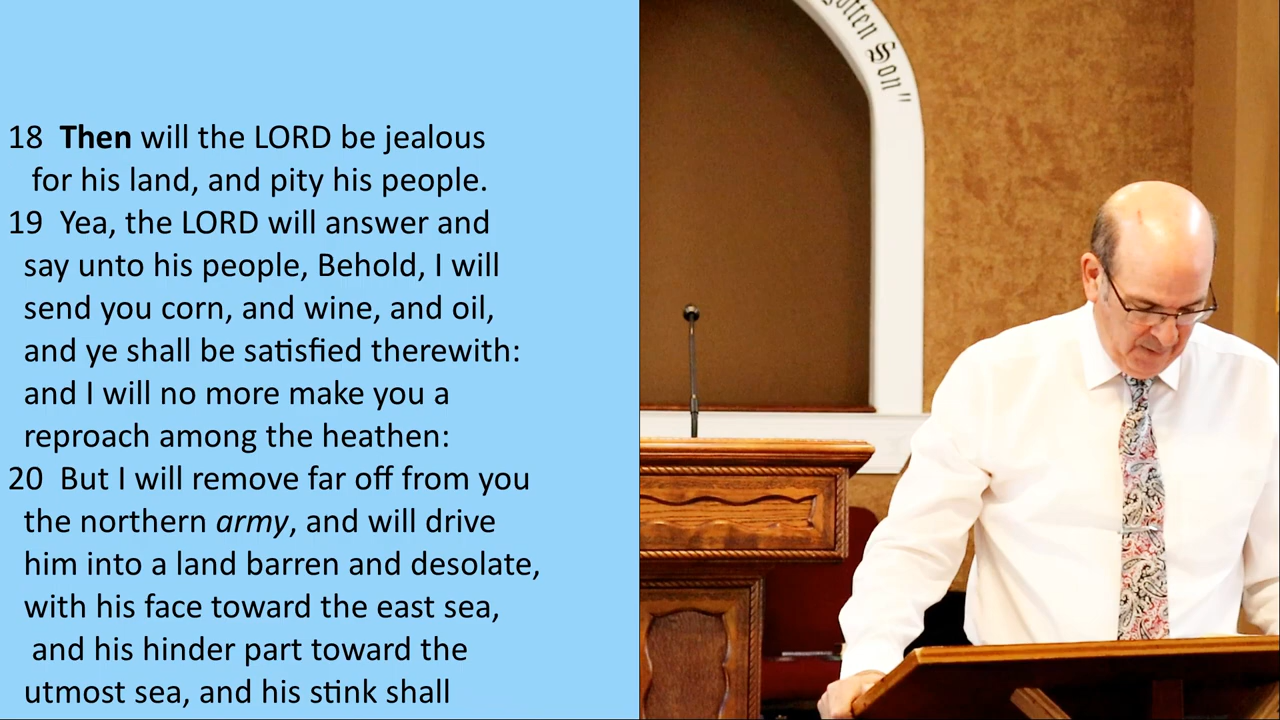 18 Then will the LORD be jealous
for his land, and pity his people.
19 Yea, the LORD will answer and
say unto his people, Behold, I will
send you corn, and wine, and oil,
and ye shall be satisfied therewith:
and I will no more make you a
reproach among the heathen:
20 But I will remove far off from you
the northern army, and will drive
him into a land barren and desolate,
with his face toward the east sea,
and his hinder part toward the
utmost sea, and his stink shall
Son"